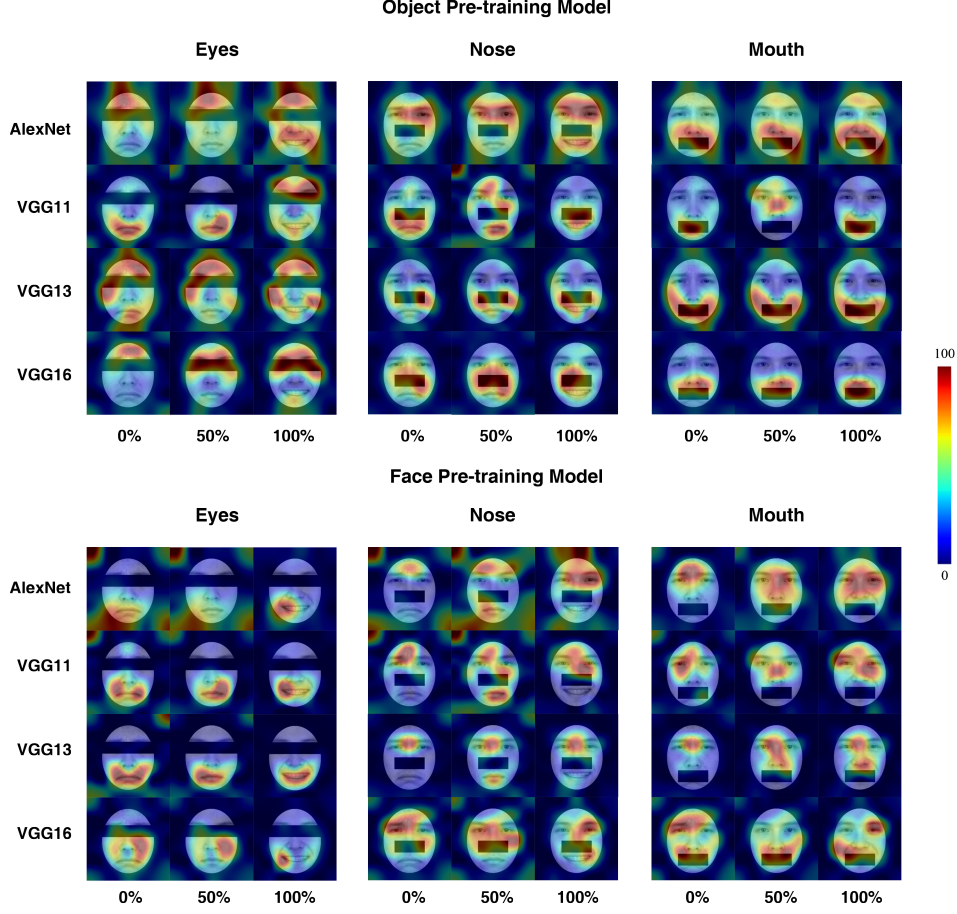 Object Pre-training Model
Eyes Nose Mouth
AlexNet
VGG11
VGG13
VGG16
0% 50% 100% 0% 50% 100% 0% 50% 100%
100
0
Face Pre-training Model
Eyes Nose Mouth
AlexNet
VGG11
VGG13
VGG16
0% 50% 100% 0% 50% 100% 0% 50% 100%